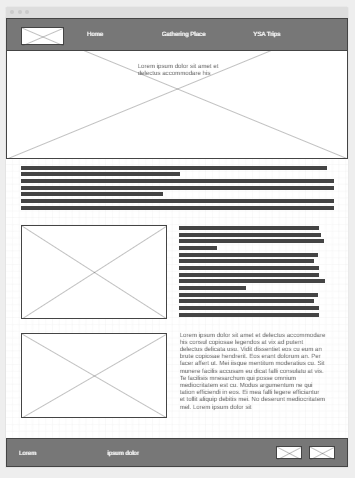 Home Gathering Place YSA Trips
Lorem ipsum dolor sit amet et
delectus accommodare his
Lorem ipsum dolor sit amet et delectus accommodare
his consul copiosae legendos at vix ad putent
delectus delicata usu. Vidit dissentiet eos cu eum an
brute copiosae hendrerit. Eos erant dolorum an. Per
facer affert ut. Mei iisque mentitum moderatius cu. Sit
munere facilis accusam eu dicat falli consulatu at vis.
Te facilisis mnesarchum qui posse omnium
mediocritatem est cu. Modus argumentum ne qui
tation efficiendi in eos. Ei mea falli legere efficiantur
et tollit aliquip debitis mei. No deserunt mediocritatem
mel. Lorem ipsum dolor sit
Lorem ipsom dolor